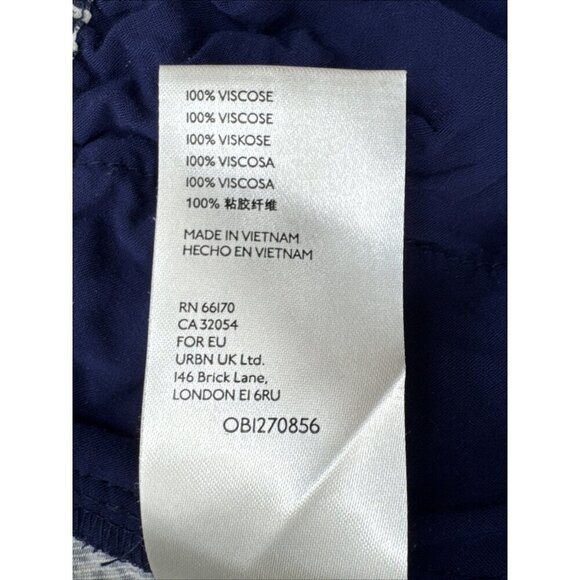 100% VISCOSE
100% VISCOSE
100% VISKOSE
100% VISCOSA
100% VISCOSA
100% 粘胶纤维
MADE IN VIETNAM
HECHO EN VIETNAM
RN 66170
CA 32054
FOR EU
URBN UK Ltd.
146 Brick Lane,
LONDON E1 6RU
OB1270856